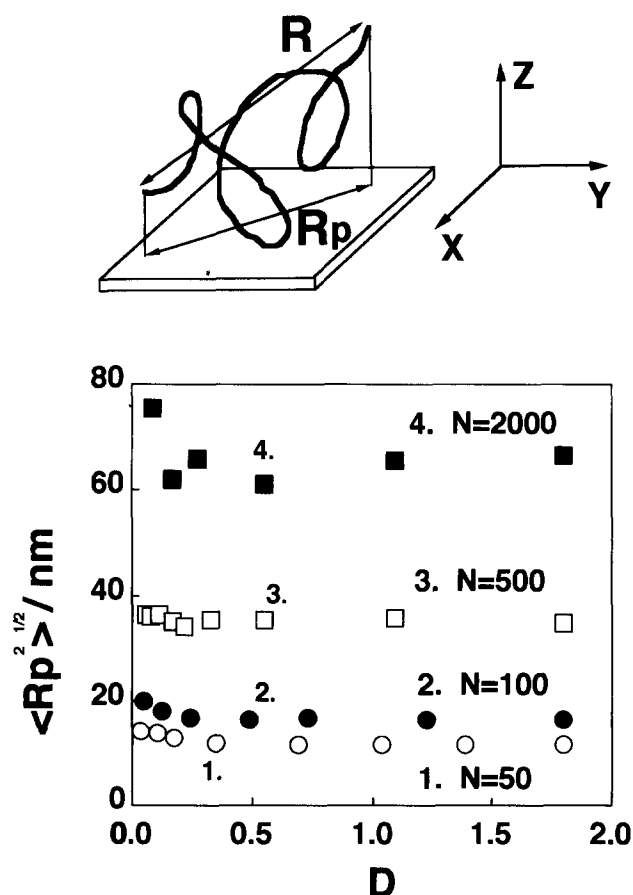 R
Rp
Z
Y
X
80
60
40
20
0
<Rp² 1/2> / nm
4. N=2000
4.
3. N=500
3.
2. N=100
2.
1. N=50
1.
0.0 0.5 1.0 1.5 2.0
D